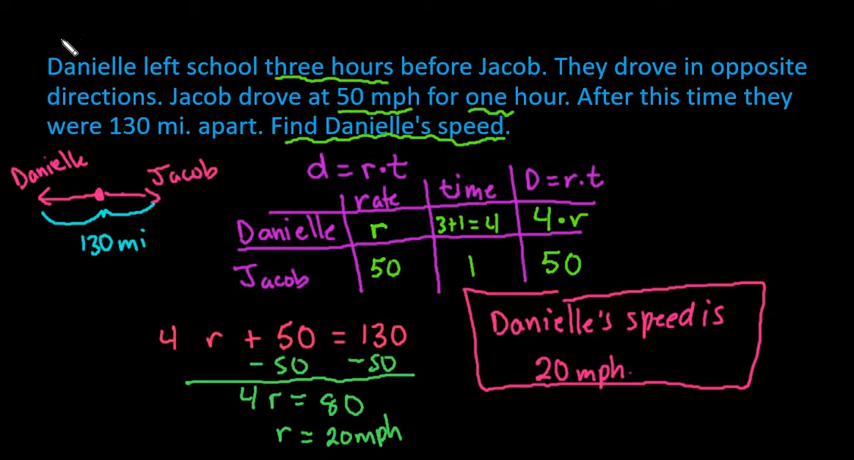 Danielle left school three hours before Jacob. They drove in opposite
directions. Jacob drove at 50 mph for one hour. After this time they
were 130 mi. apart. Find Danielle's speed.
Danielle Jacob
130 mi
d = r·t
rate time D = r.t
Danielle r 3+1=4 4·r
Jacob 50 1 50
4 r + 50 = 130
-50 -50
4r = 80
r = 20mph
Danielle's speed is
20 mph.